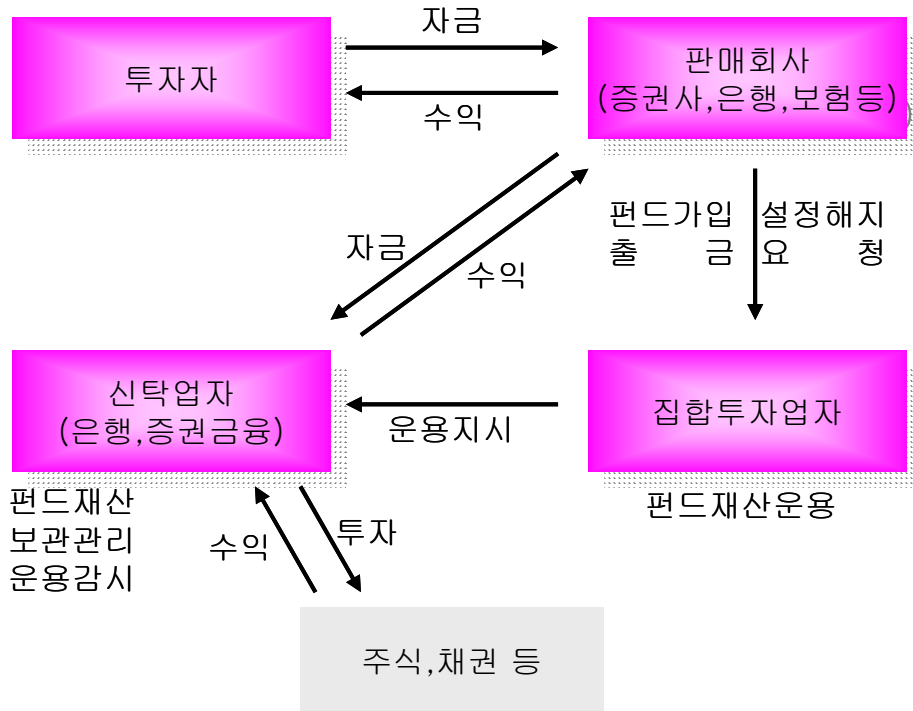 자금
투자자
판매회사
(증권사,은행,보험등)
)
수익
펀드가입
출 금
설정해지
요 청
자금
수익
신탁업자
(은행,증권금융)
운용지시
집합투자업자
펀드재산
보관관리
운용감시
펀드재산운용
수익
투자
주식,채권 등